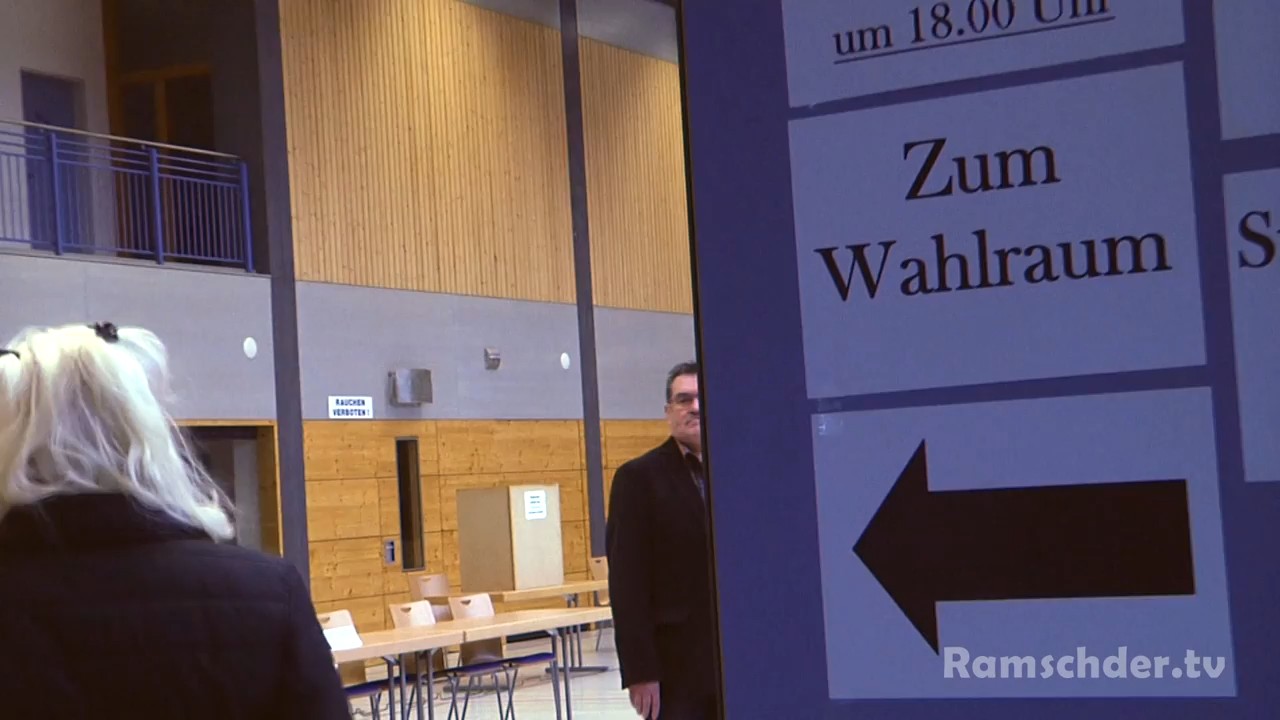 um 18.00 Uhr
Zum
Wahlraum
RAUCHEN
VERBOTEN!
Ramschder.tv